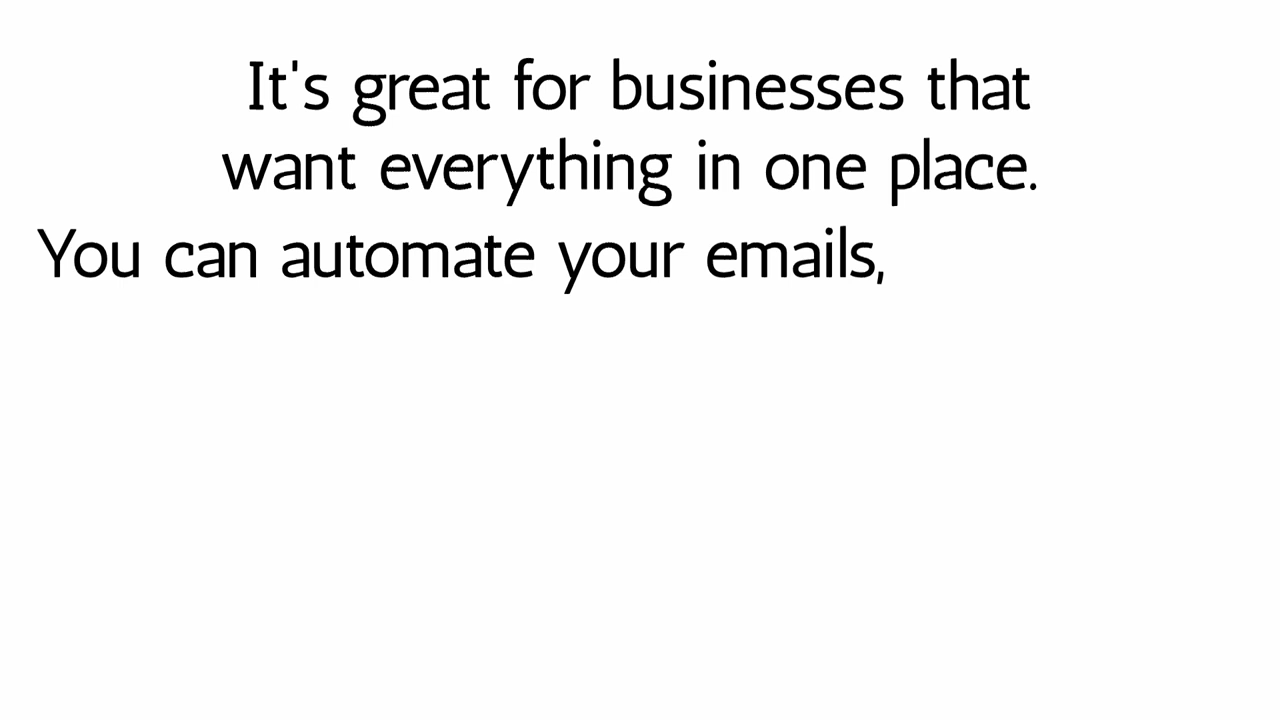 It's great for businesses that
want everything in one place.
You can automate your emails,